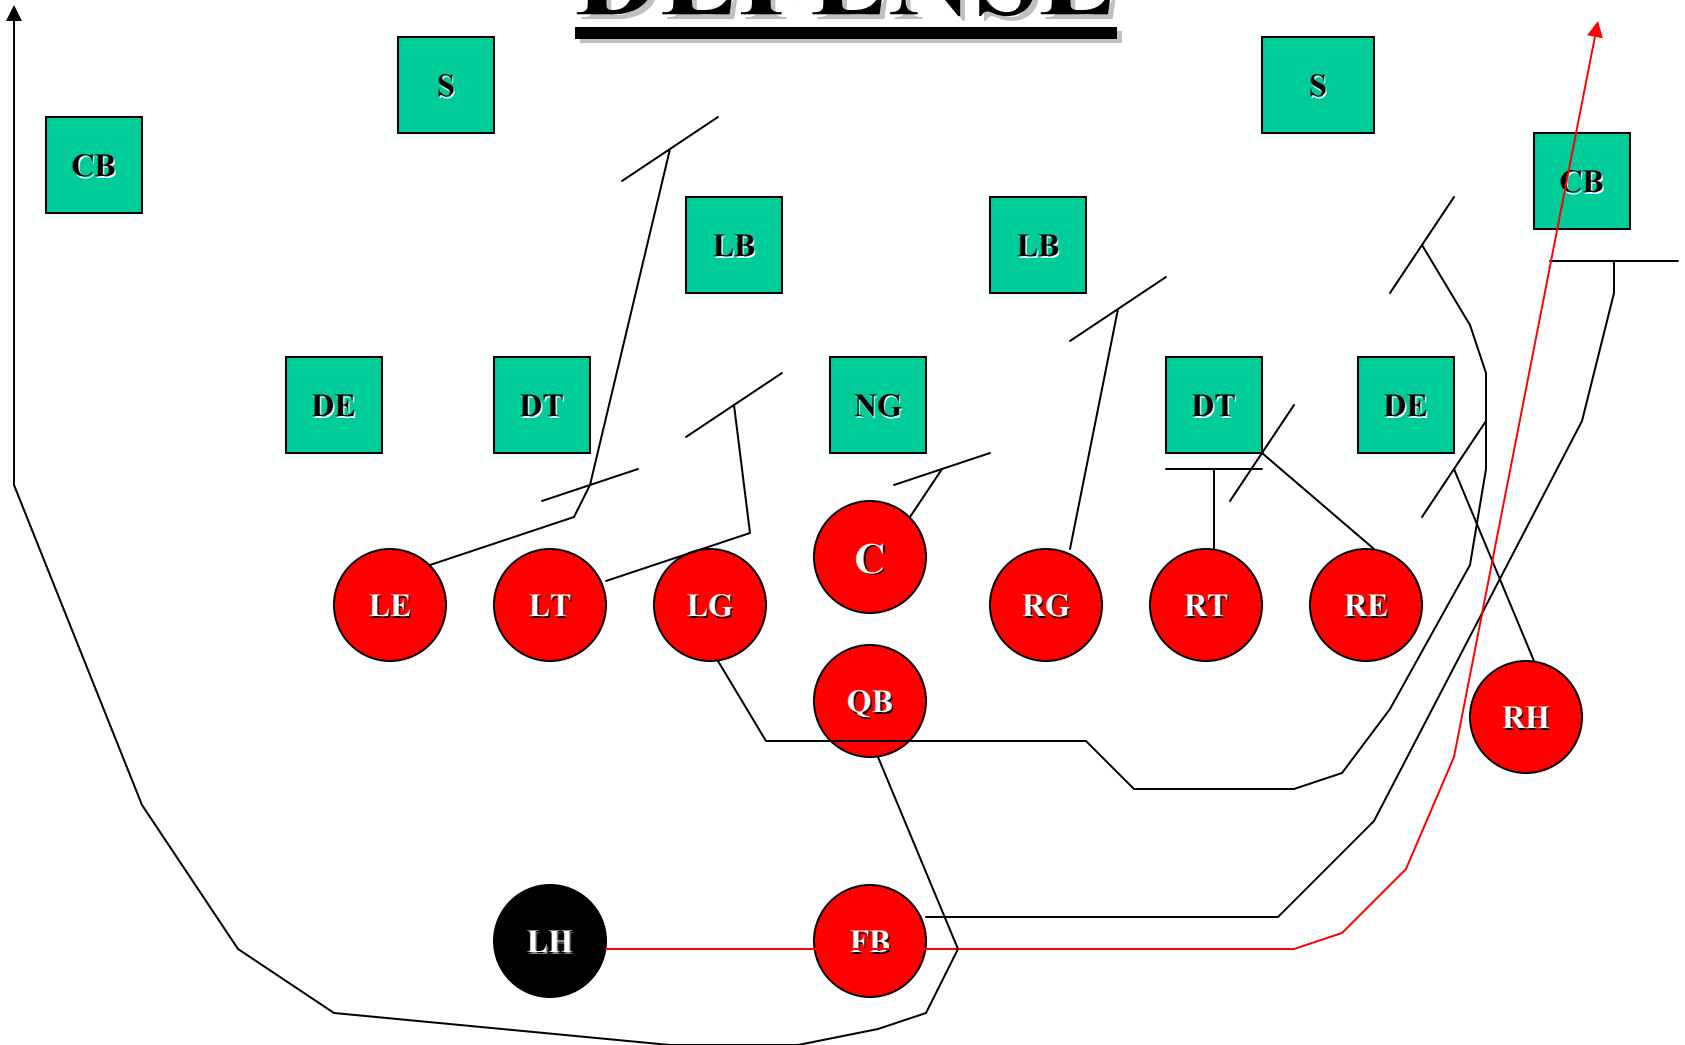 DEFENSE
S
S
CB
CB
LB
LB
DE
DT
NG
DT
DE
C
LE
LT
LG
RG
RT
RE
QB
RH
LH
FB